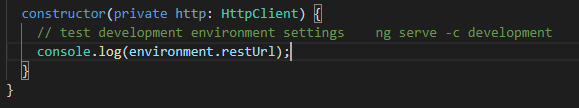 constructor(private http: HttpClient) {
// test development environment settings    ng serve -c development
console.log(environment.restUrl);
}
}